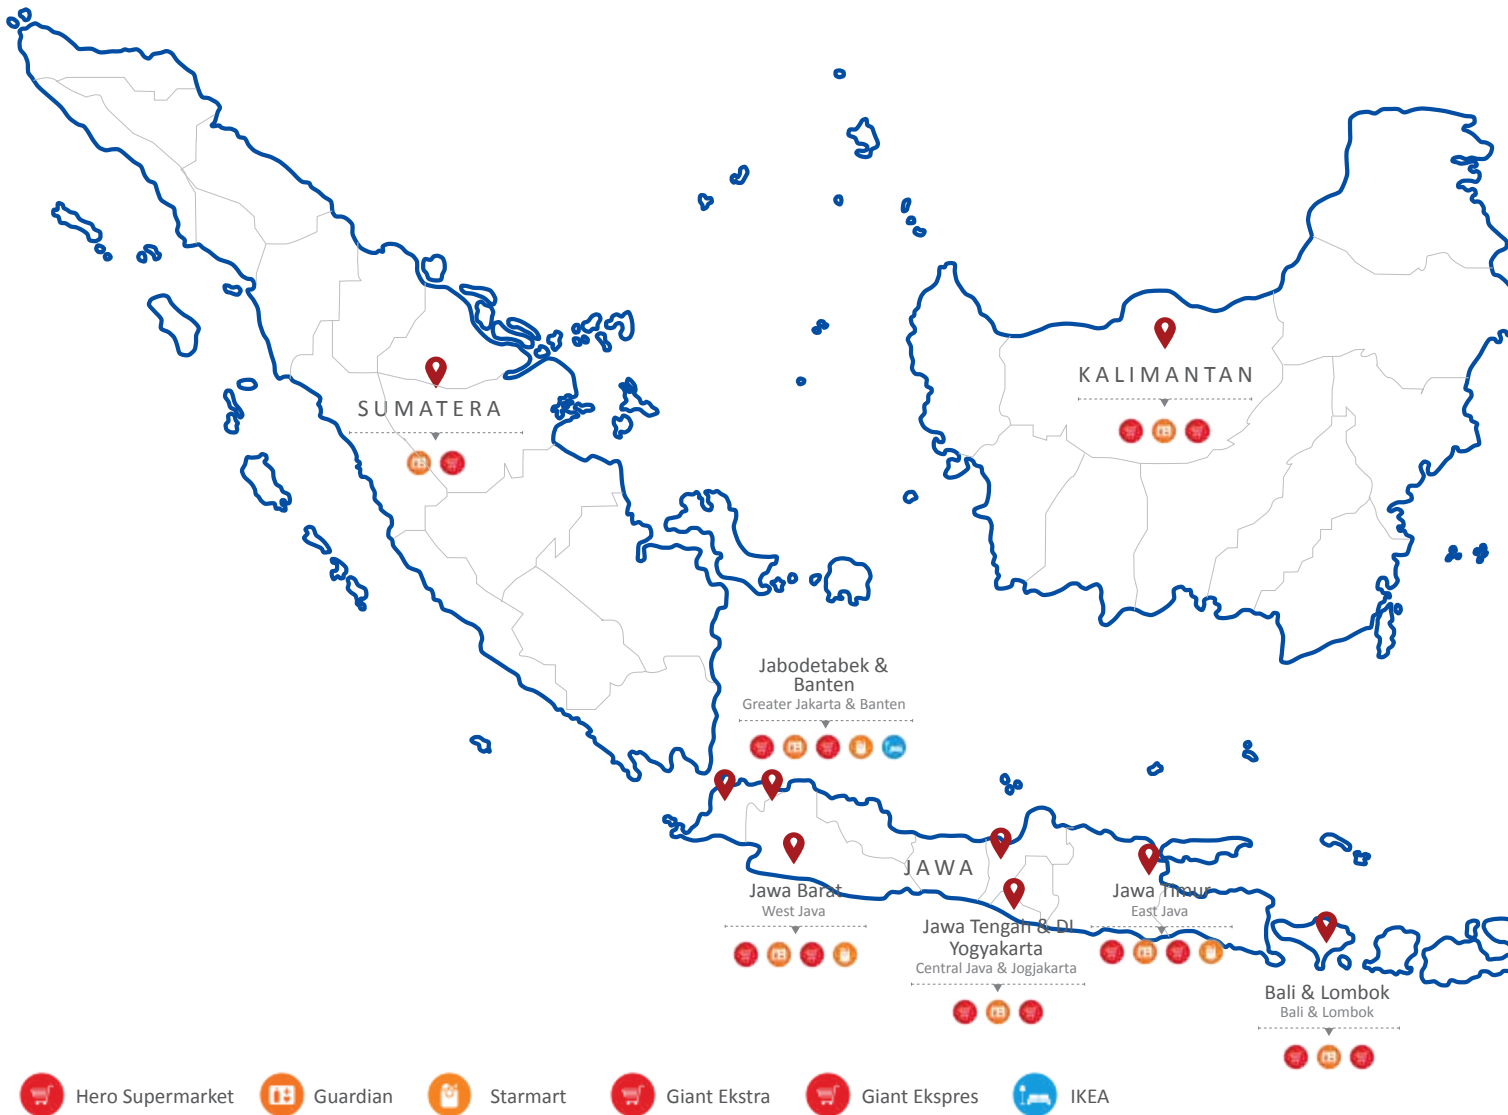 KALIMANTAN
SUMATERA
Jabodetabek &
Banten
Greater Jakarta & Banten
JAWA
Jawa Barat
West Java
Jawa Tengah & DI
Yogyakarta
Central Java & Jogjakarta
Jawa Timur
East Java
Bali & Lombok
Bali & Lombok
Hero Supermarket
Guardian
Starmart
Giant Ekstra
Giant Ekspres
IKEA